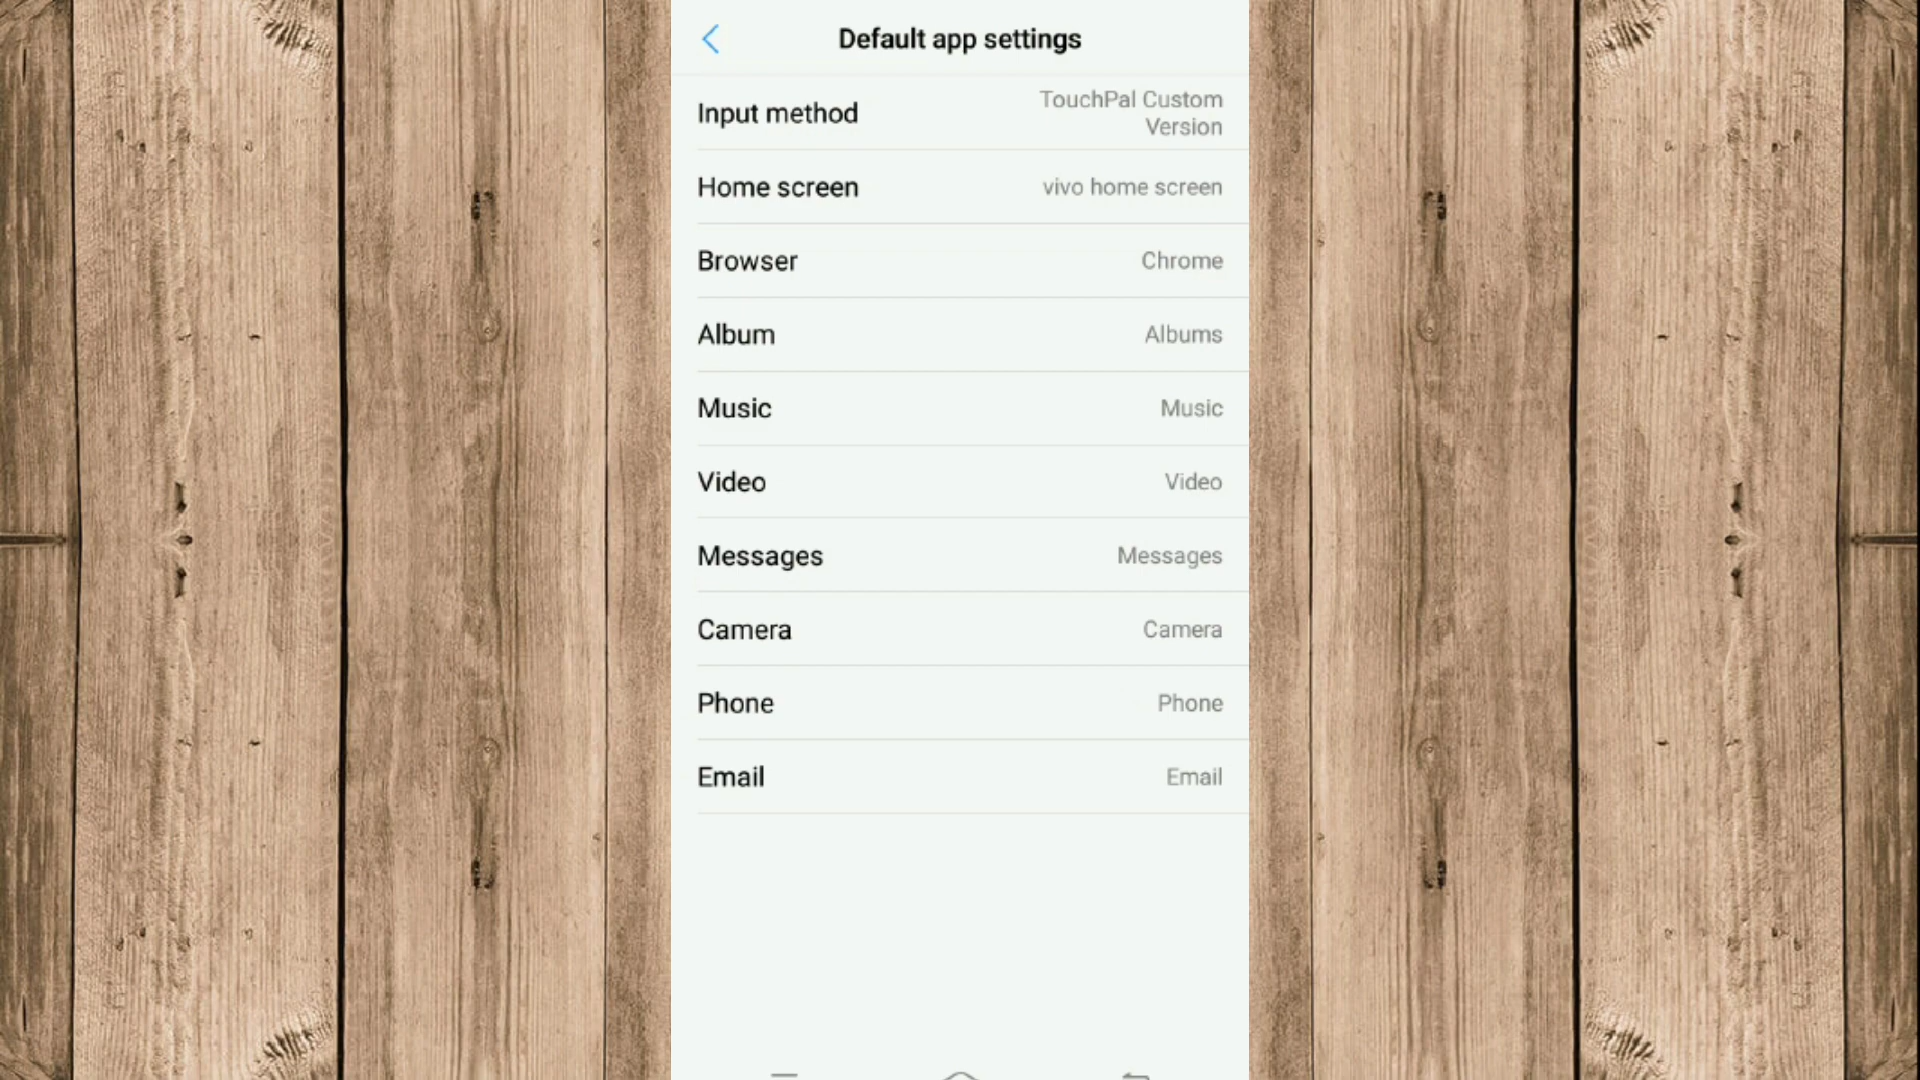 Default app settings
Input method
TouchPal Custom
Version
Home screen
vivo home screen
Browser
Chrome
Album
Albums
Music
Music
Video
Video
Messages
Messages
Camera
Camera
Phone
Phone
Email
Email